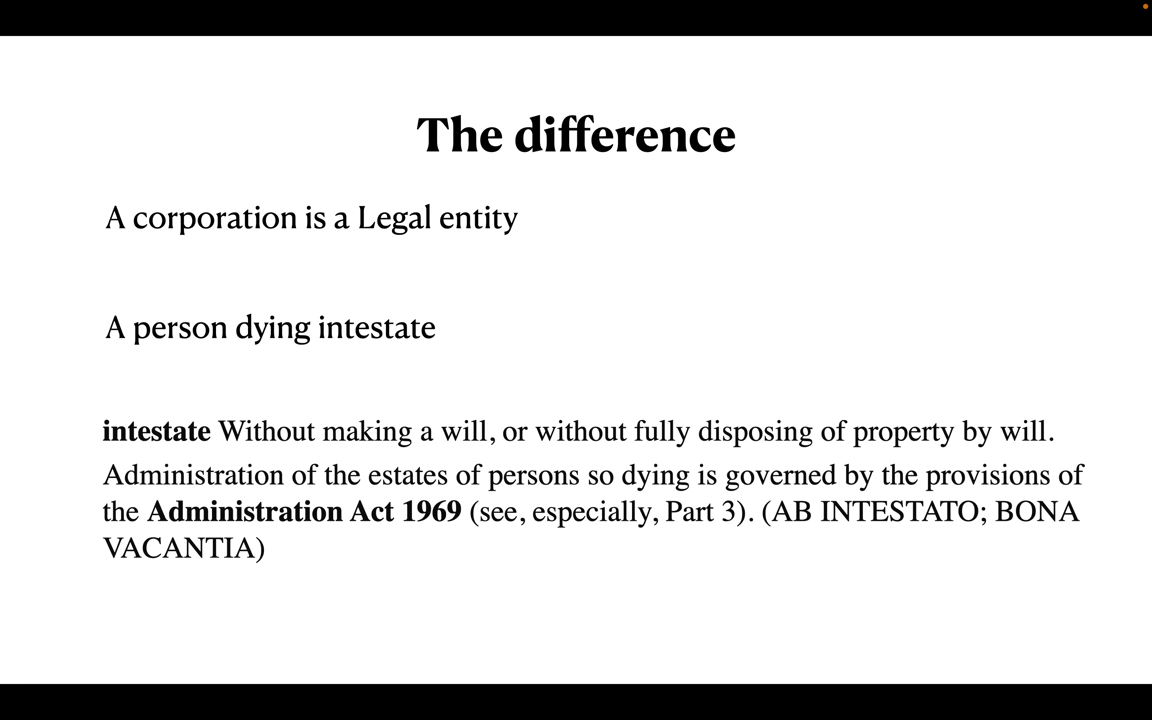 The difference
A corporation is a Legal entity
A person dying intestate
intestate Without making a will, or without fully disposing of property by will.
Administration of the estates of persons so dying is governed by the provisions of
the Administration Act 1969 (see, especially, Part 3). (AB INTESTATO; BONA
VACANTIA)